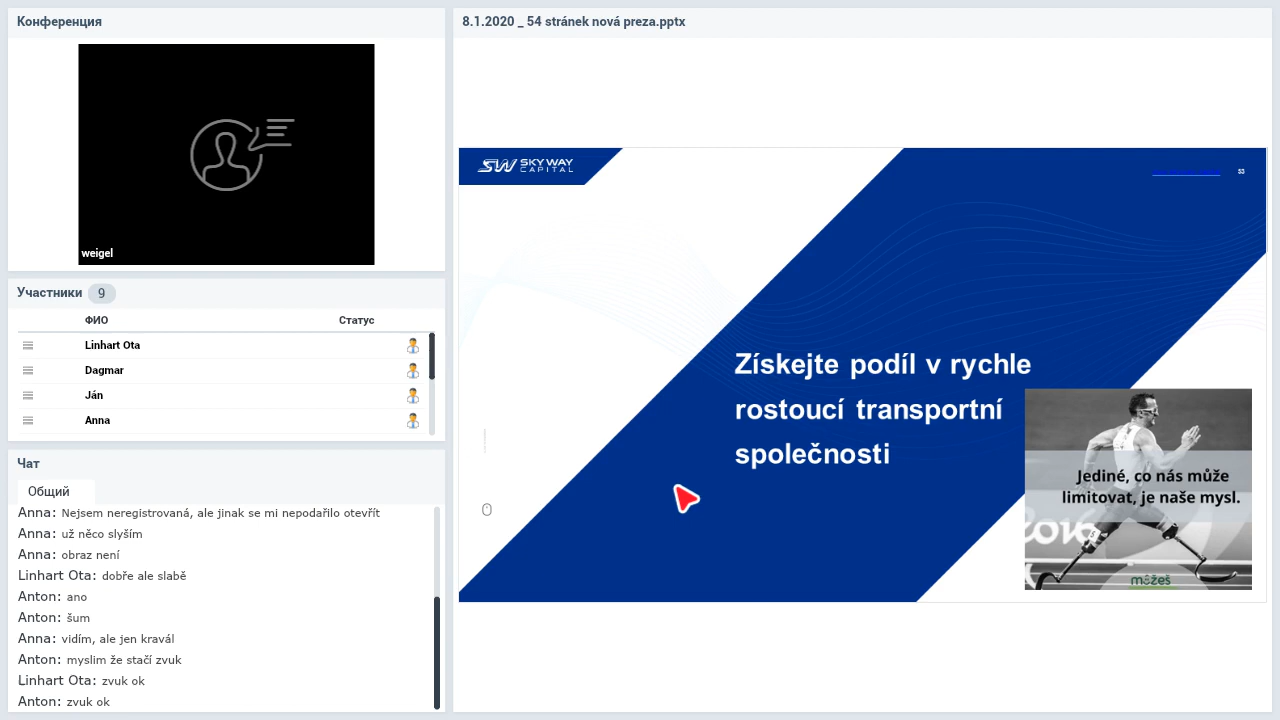 Конференция
weigel
Участники 9
ФИО Статус
Linhart Ota
Dagmar
Ján
Anna
Чат
Общий
Anna: Nejsem neregistrovaná, ale jinak se mi nepodařilo otevřít
Anna: už něco slyším
Anna: obraz není
Linhart Ota: dobře ale slabě
Anton: ano
Anton: šum
Anna: vidím, ale jen kravál
Anton: myslim že stačí zvuk
Linhart Ota: zvuk ok
Anton: zvuk ok
8.1.2020 _ 54 stránek nová preza.pptx
SW SKY WAY
CAPITAL
53
Získejte podíl v rychle
rostoucí transportní
společnosti
Jediné, co nás může
limitovat, je naše mysl.
můžeš